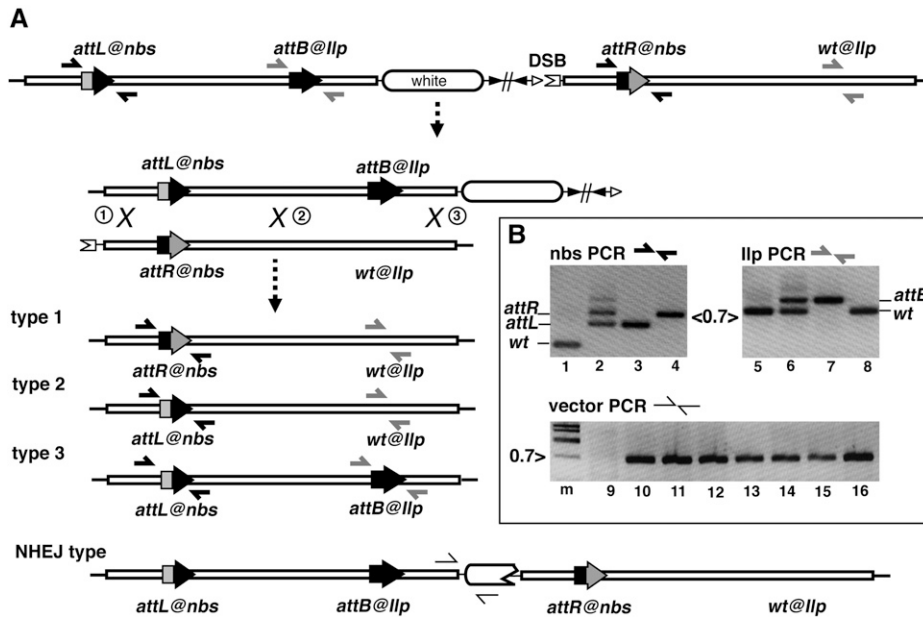 A
attL@nbs
attB@llp
DSB
attR@nbs
wt@llp
white
attL@nbs
attB@llp
① X
X ②
X ③
attR@nbs
wt@llp
type 1
attR@nbs
wt@llp
type 2
attL@nbs
wt@llp
type 3
attL@nbs
attB@llp
NHEJ type
attL@nbs
attB@llp
attR@nbs
wt@llp
B
nbs PCR
llp PCR
attR
attL
wt
<0.7>
attB
wt
1 2 3 4
5 6 7 8
vector PCR
0.7>
m 9 10 11 12 13 14 15 16